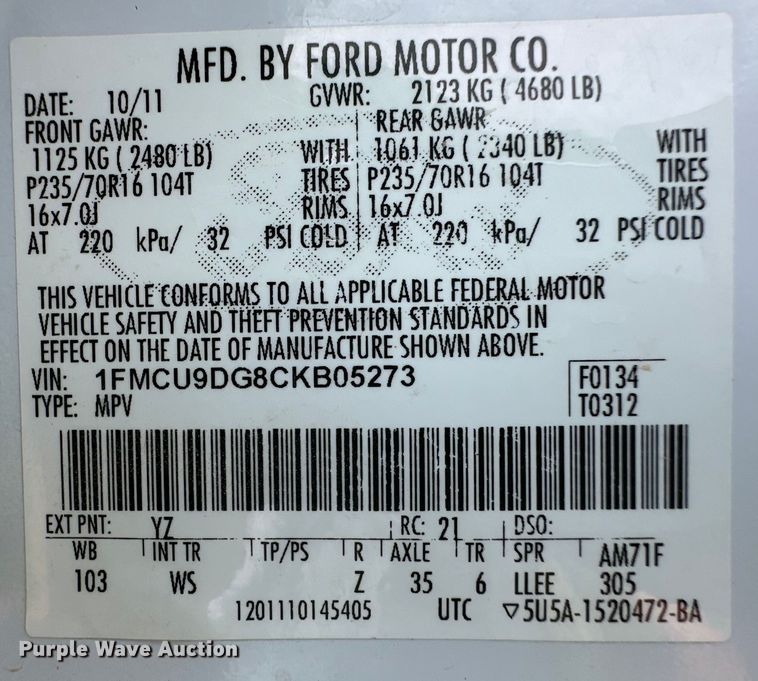 MFD. BY FORD MOTOR CO.
DATE: 10/11 GVWR: 2123 KG ( 4680 LB)
FRONT GAWR: REAR GAWR
1125 KG ( 2480 LB) WITH 1061 KG ( 2340 LB) WITH
P235/70R16 104T TIRES P235/70R16 104T TIRES
16x7.0J RIMS 16x7.0J RIMS
AT 220 kPa/ 32 PSI COLD AT 220 kPa/ 32 PSI COLD
THIS VEHICLE CONFORMS TO ALL APPLICABLE FEDERAL MOTOR
VEHICLE SAFETY AND THEFT PREVENTION STANDARDS IN
EFFECT ON THE DATE OF MANUFACTURE SHOWN ABOVE.
VIN: 1FMCU9DG8CKB05273 F0134
TYPE: MPV T0312
EXT PNT: YZ RC: 21 DSO:
WB INT TR TP/PS R AXLE TR SPR AM71F
103 WS Z 35 6 LLEE 305
1201110145405 UTC ▽5U5A-1520472-BA
Purple Wave Auction